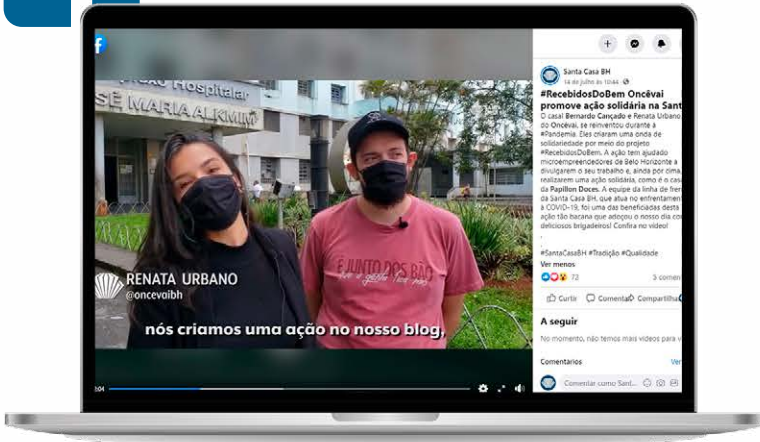 Hospitalar
SÉ MARIA ALKMIM
É JUNTO DOS BÃO
RENATA URBANO
@oncevaibh
nós criamos uma ação no nosso blog,
:04
Santa Casa BH
14 de julho às 10:44
#RecebidosDoBem Oncêvai
promove ação solidária na Sant
O casal Bernardo Cançado e Renata Urbano
do Oncêvai, se reinventou durante a
#Pandemia. Eles criaram uma onda de
solidariedade por meio do projeto
#RecebidosDoBem. A ação tem ajudado
microempreendedores de Belo Horizonte a
divulgarem o seu trabalho e, ainda por cima,
realizarem uma ação solidária, como é o cas
da Papillon Doces. A equipe da linha de fren
da Santa Casa BH, que atua no enfrentamen
à COVID-19, foi uma das beneficiadas desta
ação tão bacana que adoçou o nosso dia co
deliciosos brigadeiros! Confira no vídeo!
.
.
#SantaCasaBH #Tradição #Qualidade
Ver menos
72 3 comen
Curtir Comentar Compartilha
A seguir
No momento, não temos mais vídeos para v
Comentários Ver
Comentar como Sant...